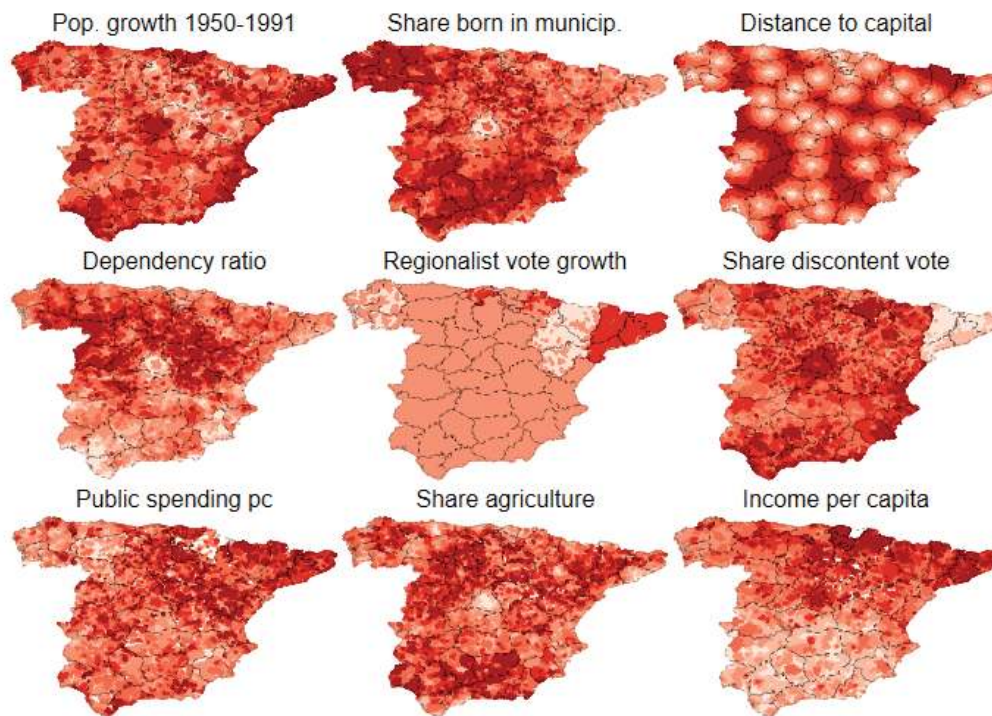 Pop. growth 1950-1991
Share born in municip.
Distance to capital
Dependency ratio
Regionalist vote growth
Share discontent vote
Public spending pc
Share agriculture
Income per capita